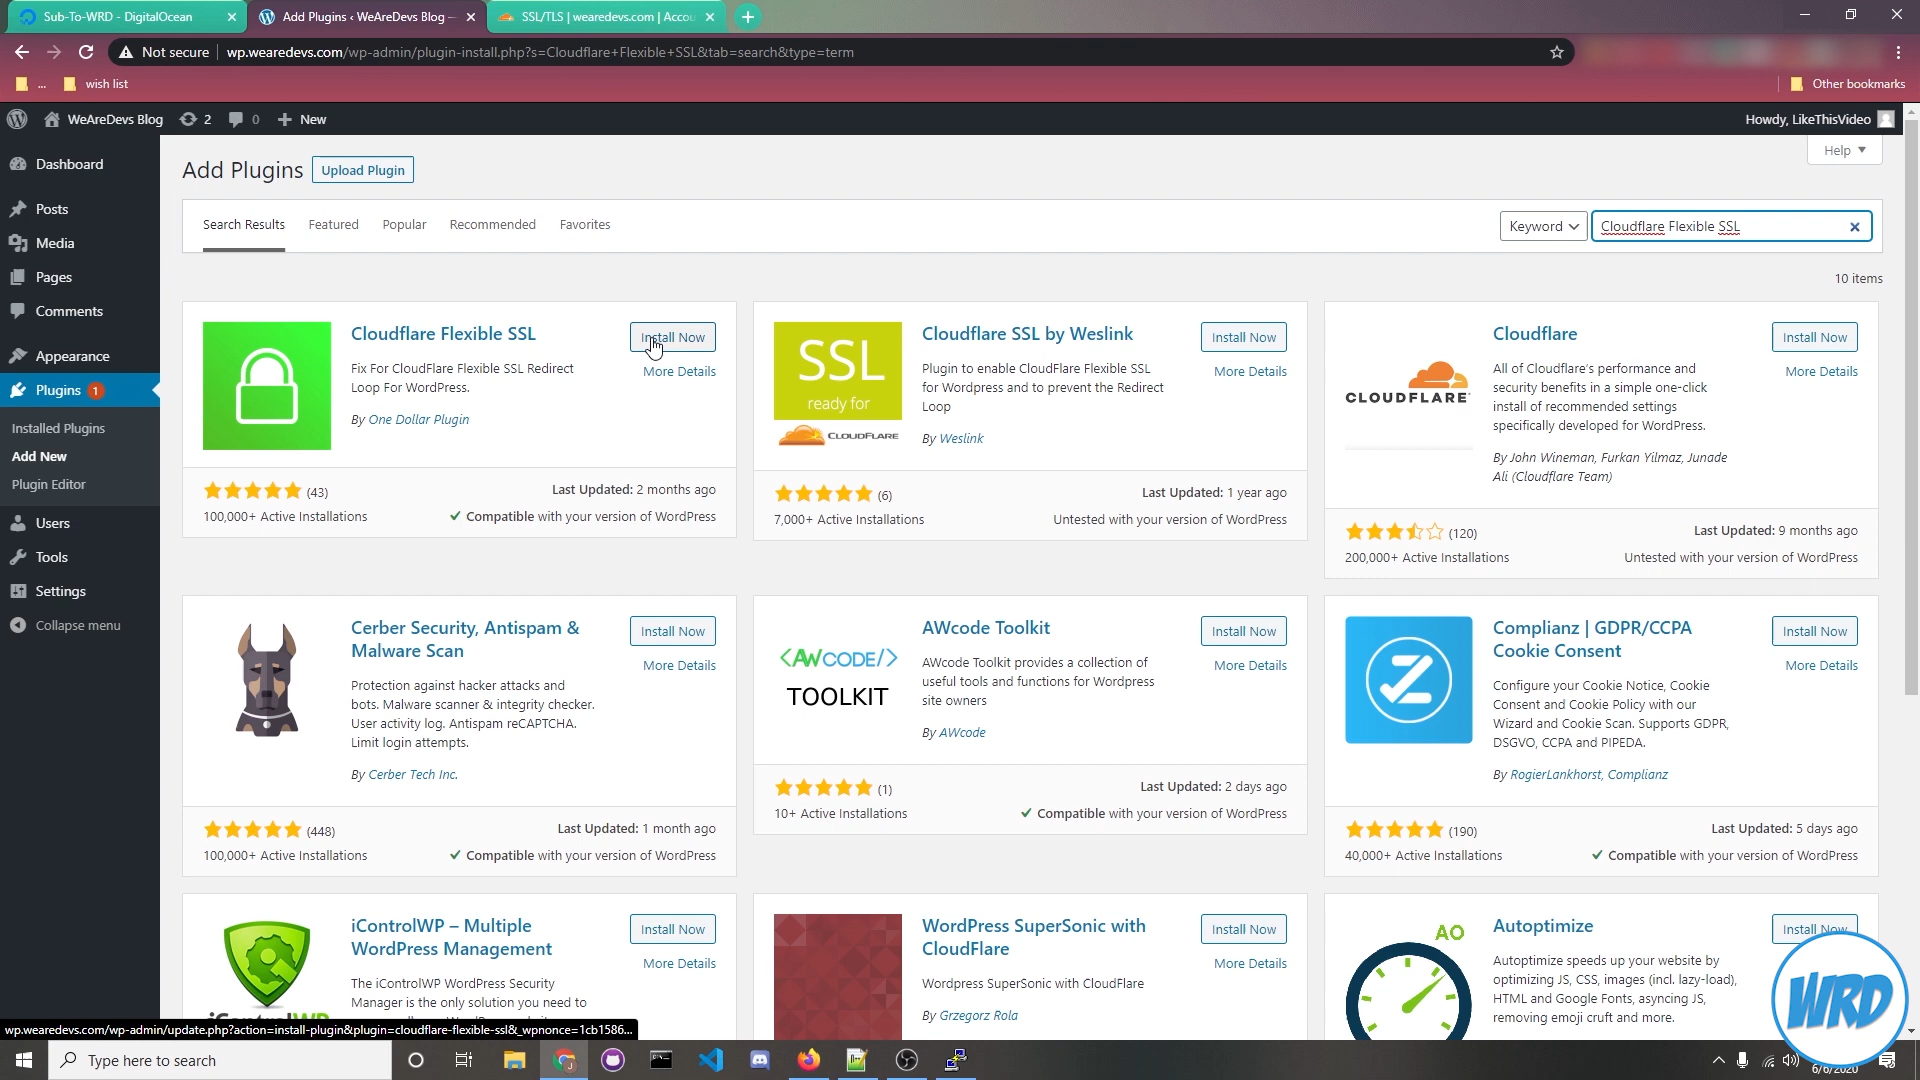 Sub-To-WRD - DigitalOcean
Add Plugins ‹ WeAreDevs Blog —
SSL/TLS | wearedevs.com | Accou
Not secure
wp.wearedevs.com/wp-admin/plugin-install.php?s=Cloudflare+Flexible+SSL&tab=search&type=term
...
wish list
Other bookmarks
WeAreDevs Blog
2
0
New
Howdy, LikeThisVideo
Dashboard
Posts
Media
Pages
Comments
Appearance
Plugins 1
Installed Plugins
Add New
Plugin Editor
Users
Tools
Settings
Collapse menu
Help
Add Plugins
Upload Plugin
Search Results
Featured
Popular
Recommended
Favorites
Keyword
Cloudflare Flexible SSL
10 items
Cloudflare Flexible SSL
Install Now
More Details
Fix For CloudFlare Flexible SSL Redirect
Loop For WordPress.
By One Dollar Plugin
(43)
Last Updated: 2 months ago
100,000+ Active Installations
Compatible with your version of WordPress
SSL
ready for
CLOUDFLARE
Cloudflare SSL by Weslink
Install Now
More Details
Plugin to enable CloudFlare Flexible SSL
for Wordpress and to prevent the Redirect
Loop
By Weslink
(6)
Last Updated: 1 year ago
7,000+ Active Installations
Untested with your version of WordPress
CLOUDFLARE
Cloudflare
Install Now
More Details
All of Cloudflare's performance and
security benefits in a simple one-click
install of recommended settings
specifically developed for WordPress.
By John Wineman, Furkan Yilmaz, Junade
Ali (Cloudflare Team)
(120)
Last Updated: 9 months ago
200,000+ Active Installations
Untested with your version of WordPress
Cerber Security, Antispam &
Malware Scan
Install Now
More Details
Protection against hacker attacks and
bots. Malware scanner & integrity checker.
User activity log. Antispam reCAPTCHA.
Limit login attempts.
By Cerber Tech Inc.
(448)
Last Updated: 1 month ago
100,000+ Active Installations
Compatible with your version of WordPress
<AWCODE/>
TOOLKIT
AWcode Toolkit
Install Now
More Details
AWcode Toolkit provides a collection of
useful tools and functions for Wordpress
site owners
By AWcode
(1)
Last Updated: 2 days ago
10+ Active Installations
Compatible with your version of WordPress
Complianz | GDPR/CCPA
Cookie Consent
Install Now
More Details
Configure your Cookie Notice, Cookie
Consent and Cookie Policy with our
Wizard and Cookie Scan. Supports GDPR,
DSGVO, CCPA and PIPEDA.
By RogierLankhorst, Complianz
(190)
Last Updated: 5 days ago
40,000+ Active Installations
Compatible with your version of WordPress
iControlWP – Multiple
WordPress Management
Install Now
More Details
The iControlWP WordPress Security
Manager is the only solution you need to
WordPress SuperSonic with
CloudFlare
Install Now
More Details
Wordpress SuperSonic with CloudFlare
By Grzegorz Rola
AO
Autoptimize
Install Now
Autoptimize speeds up your website by
optimizing JS, CSS, images (incl. lazy-load),
HTML and Google Fonts, asyncing JS,
removing emoji cruft and more.
WRD
wp.wearedevs.com/wp-admin/update.php?action=install-plugin&plugin=cloudflare-flexible-ssl&_wpnonce=1cb1586...
Type here to search
6/6/2020